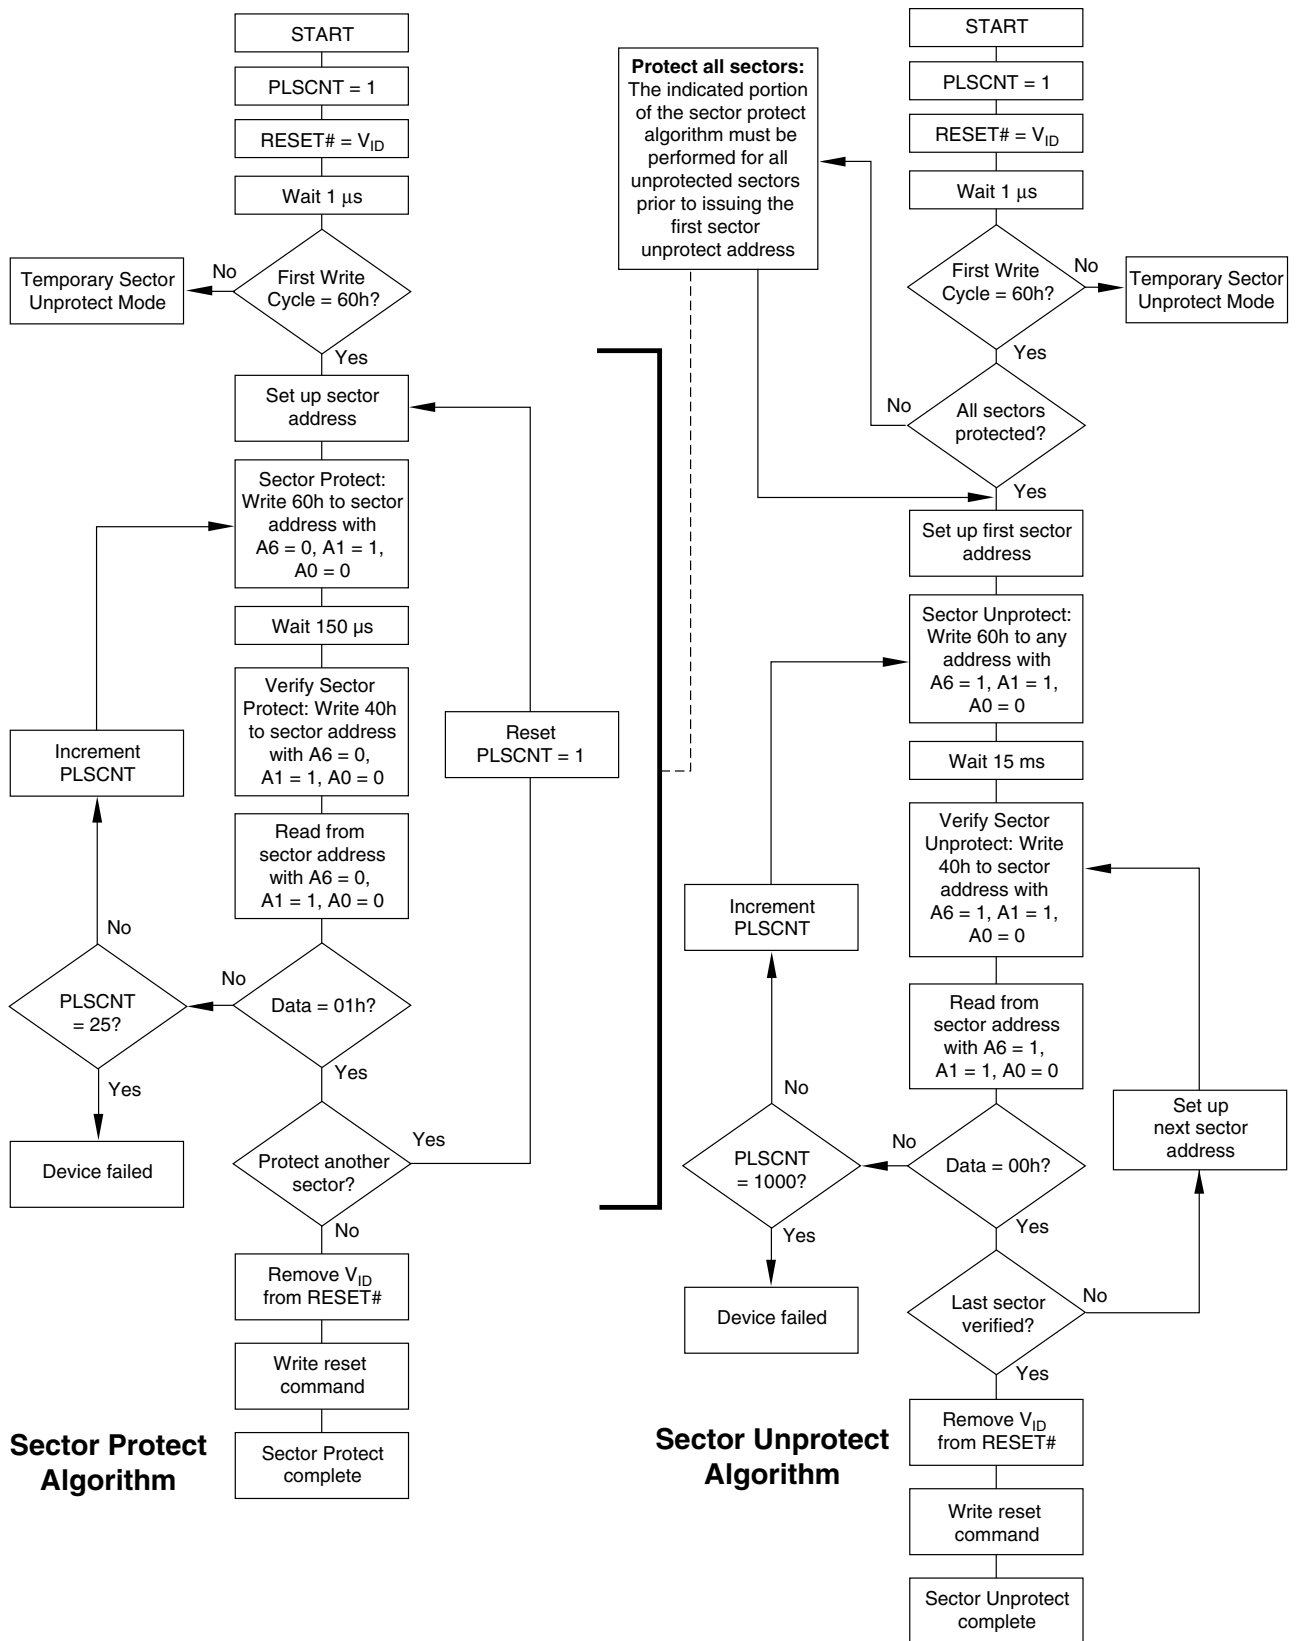 START
PLSCNT = 1
RESET# = VID
Wait 1 μs
First Write
Cycle = 60h?
No
Temporary Sector
Unprotect Mode
Yes
Set up sector
address
Sector Protect:
Write 60h to sector
address with
A6 = 0, A1 = 1,
A0 = 0
Wait 150 µs
Verify Sector
Protect: Write 40h
to sector address
with A6 = 0,
A1 = 1, A0 = 0
Read from
sector address
with A6 = 0,
A1 = 1, A0 = 0
Data = 01h?
No
PLSCNT
= 25?
No
Increment
PLSCNT
Yes
Device failed
Yes
Protect another
sector?
Yes
Reset
PLSCNT = 1
No
Remove VID
from RESET#
Write reset
command
Sector Protect
complete
Sector Protect
Algorithm
START
PLSCNT = 1
RESET# = VID
Wait 1 μs
First Write
Cycle = 60h?
No
Temporary Sector
Unprotect Mode
Yes
All sectors
protected?
No
Protect all sectors:
The indicated portion
of the sector protect
algorithm must be
performed for all
unprotected sectors
prior to issuing the
first sector
unprotect address
Yes
Set up first sector
address
Sector Unprotect:
Write 60h to any
address with
A6 = 1, A1 = 1,
A0 = 0
Wait 15 ms
Verify Sector
Unprotect: Write
40h to sector
address with
A6 = 1, A1 = 1,
A0 = 0
Read from
sector address
with A6 = 1,
A1 = 1, A0 = 0
Data = 00h?
No
PLSCNT
= 1000?
No
Increment
PLSCNT
Yes
Device failed
Yes
Last sector
verified?
No
Set up
next sector
address
Yes
Remove VID
from RESET#
Write reset
command
Sector Unprotect
complete
Sector Unprotect
Algorithm